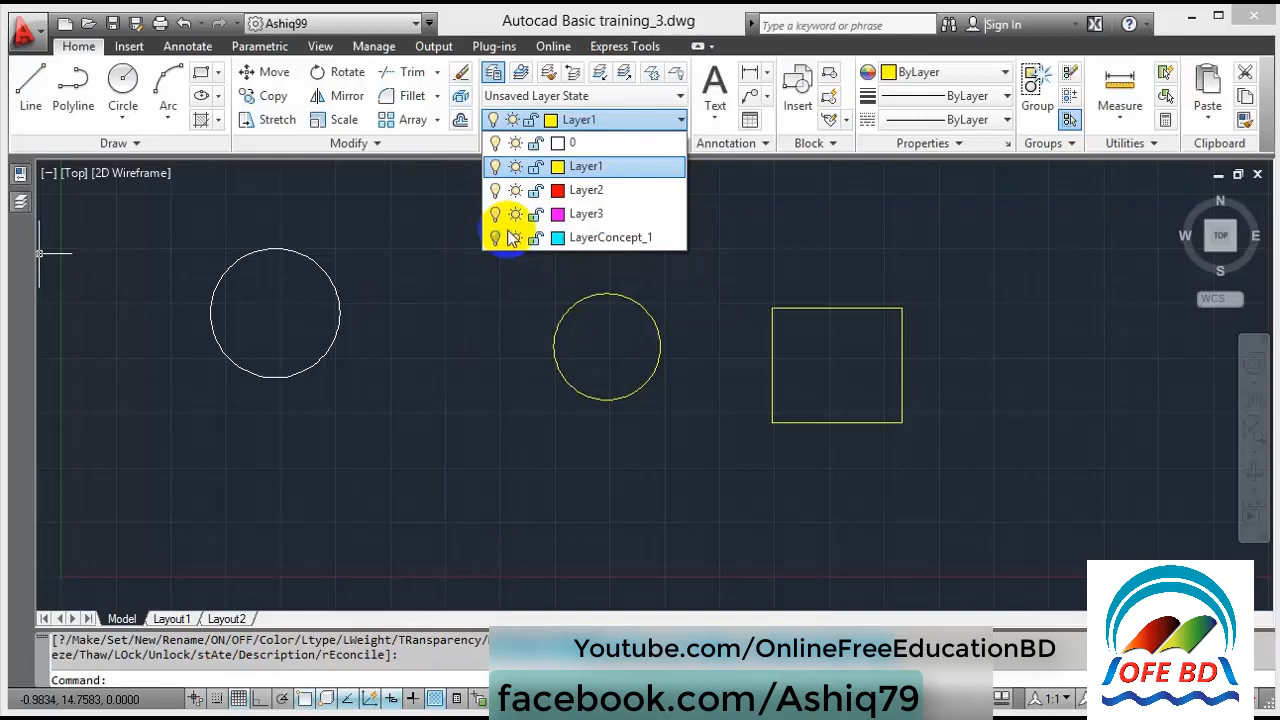 Ashiq99
Autocad Basic training_3.dwg
Type a keyword or phrase
Sign In
Home Insert Annotate Parametric View Manage Output Plug-ins Online Express Tools
Line Polyline Circle Arc
Move Rotate Trim
Copy Mirror Fillet
Stretch Scale Array
Unsaved Layer State
Layer1
Text
Insert
ByLayer
ByLayer
ByLayer
Group
Measure
Paste
Draw Modify Annotation Block Properties Groups Utilities Clipboard
0
Layer1
Layer2
Layer3
LayerConcept_1
[−] [Top] [2D Wireframe]
N
W TOP E
S
WCS
Model Layout1 Layout2
[?/Make/Set/New/Rename/ON/OFF/Color/Ltype/LWeight/TRansparency/
eze/Thaw/LOck/Unlock/stAte/Description/rEconcile]:
Command:
-0.9834, 14.7583, 0.0000
1:1
Youtube.com/OnlineFreeEducationBD
facebook.com/Ashiq79
OFE BD